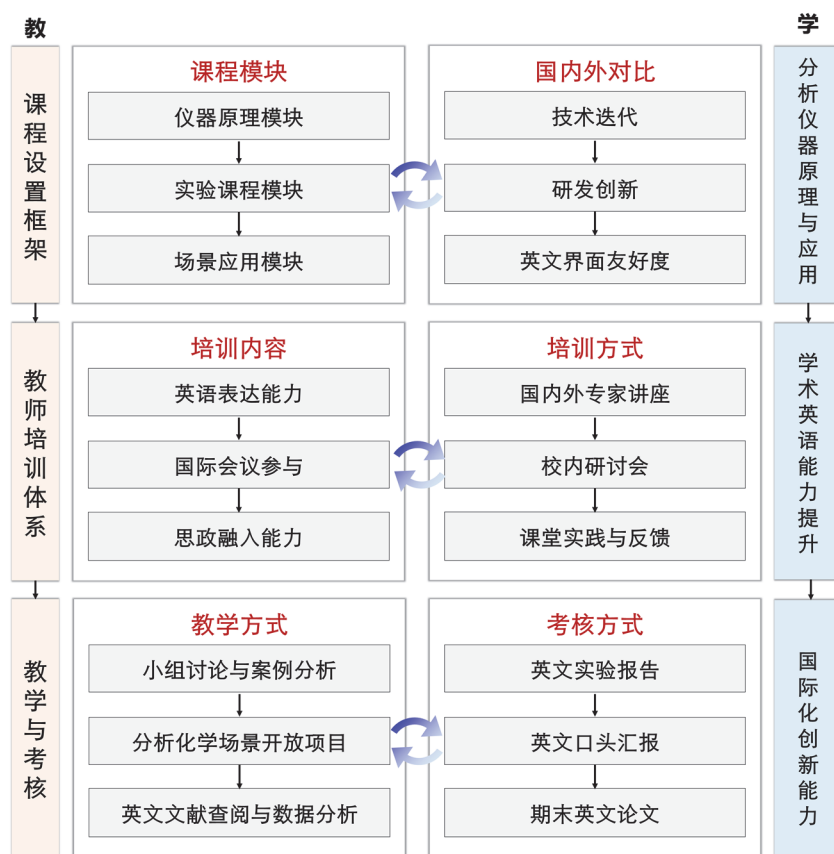 教
学
课程设置框架
课程模块
仪器原理模块
实验课程模块
场景应用模块
国内外对比
技术迭代
研发创新
英文界面友好度
分析仪器原理与应用
教师培训体系
培训内容
英语表达能力
国际会议参与
思政融入能力
培训方式
国内外专家讲座
校内研讨会
课堂实践与反馈
学术英语能力提升
教学与考核
教学方式
小组讨论与案例分析
分析化学场景开放项目
英文文献查阅与数据分析
考核方式
英文实验报告
英文口头汇报
期末英文论文
国际化创新能力